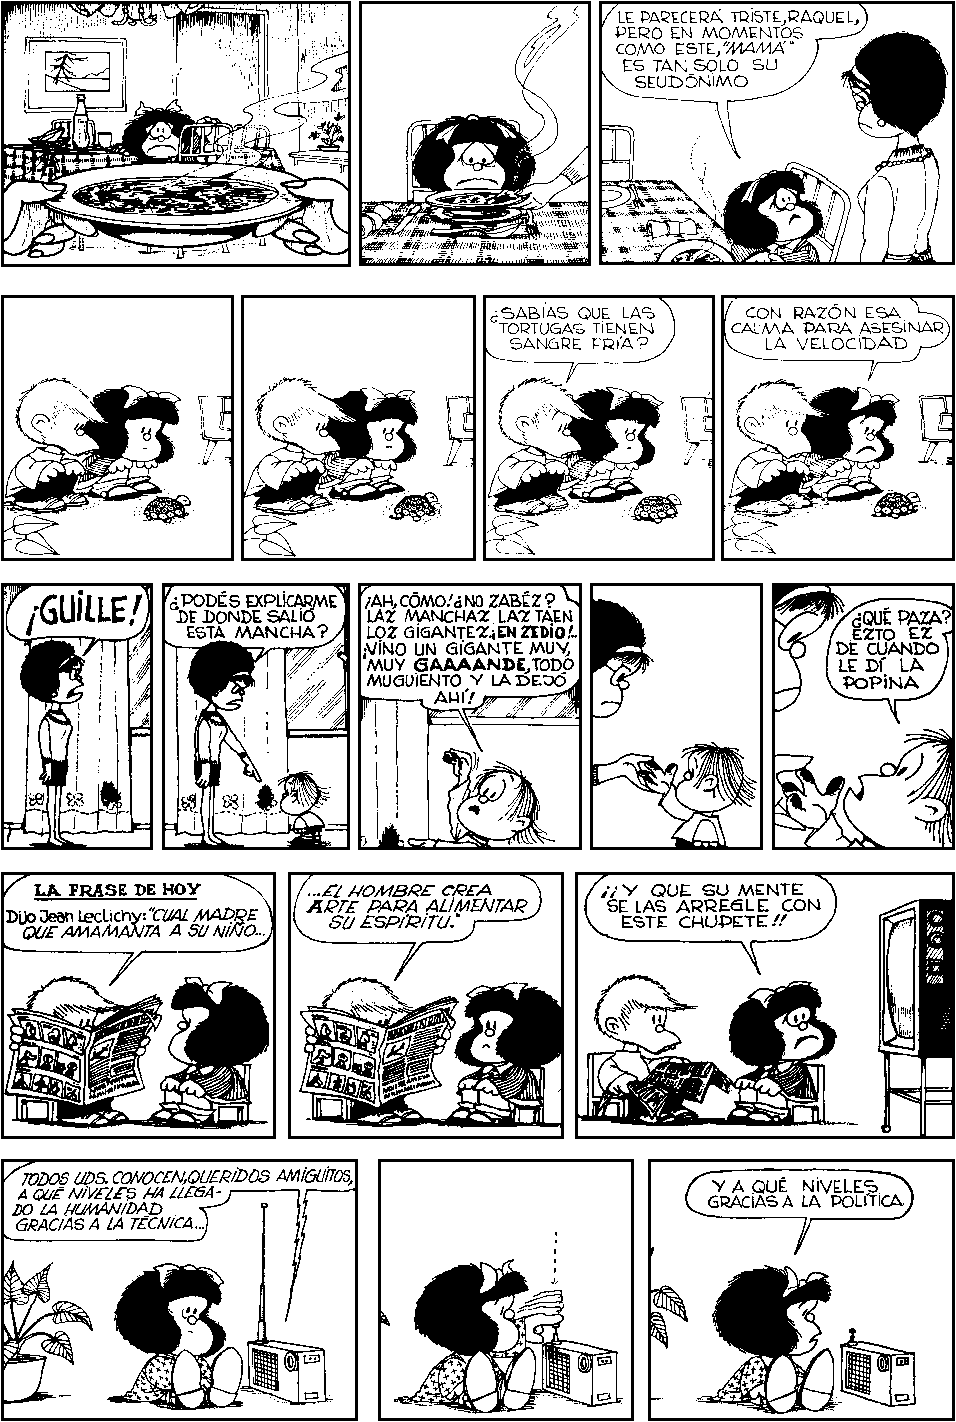 LE PARECERÁ TRISTE, RAQUEL,
PERO EN MOMENTOS
COMO ESTE, "MAMÁ"
ES TAN SOLO SU
SEUDÓNIMO
¿SABÍAS QUE LAS
TORTUGAS TIENEN
SANGRE FRÍA?
CON RAZÓN ESA
CALMA PARA ASESINAR
LA VELOCIDAD
¡GUILLE!
¿PODÉS EXPLICARME
DE DONDE SALIÓ
ESTA MANCHA?
¡AH, CÓMO! ¿NO ZABÉZ?
LAZ MANCHAZ LAZ TAEN
LOZ GIGANTEZ. ¡EN ZEDIO!..
VINO UN GIGANTE MUY,
MUY GAAAANDE, TODO
MUGUIENTO Y LA DEJÓ
AHÍ!
¿QUÉ PAZA?
EZTO EZ
DE CUANDO
LE DÍ LA
POPINA
LA FRASE DE HOY
Dijo Jean Leclichy: "CUAL MADRE
QUE AMAMANTA A SU NIÑO...
...EL HOMBRE CREA
ARTE PARA ALIMENTAR
SU ESPÍRITU."
¡¡Y QUE SU MENTE
SE LAS ARREGLE CON
ESTE CHUPETE!!
TODOS UDS. CONOCEN, QUERIDOS AMIGUITOS,
A QUÉ NIVELES HA LLEGA-
DO LA HUMANIDAD
GRACIAS A LA TÉCNICA...
Y A QUÉ NIVELES
GRACIAS A LA POLÍTICA